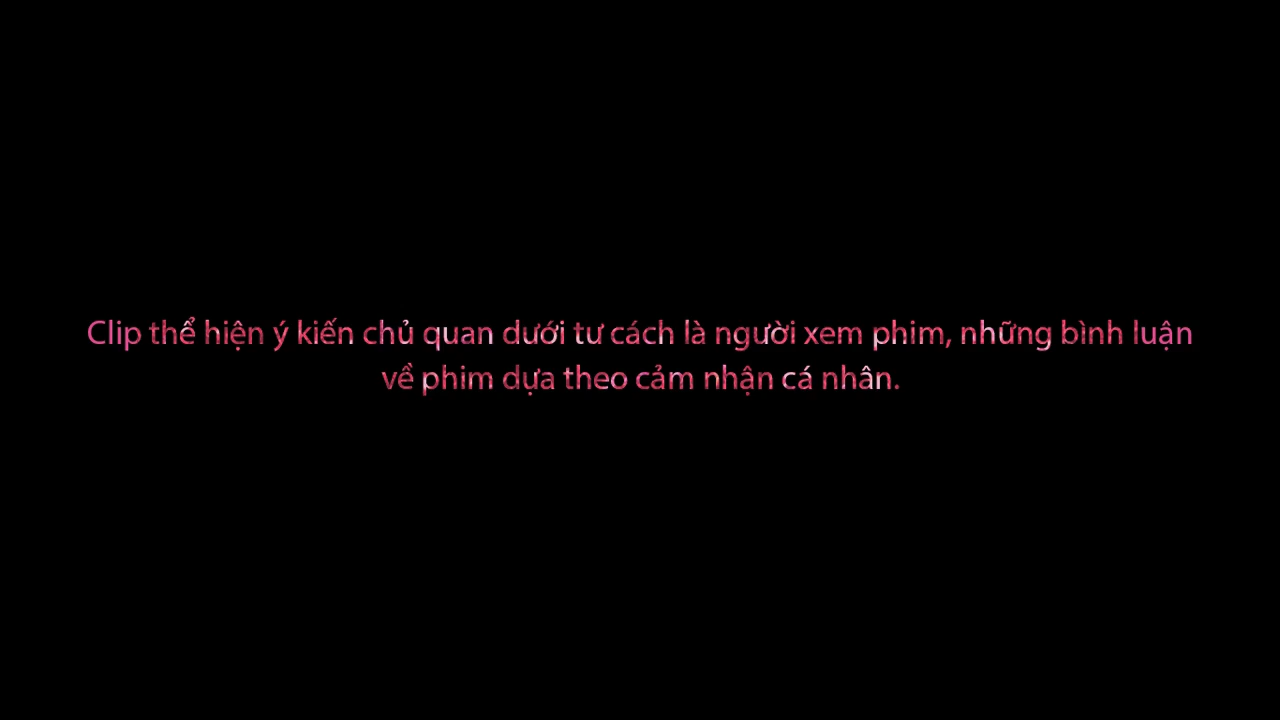 Clip thể hiện ý kiến chủ quan dưới tư cách là người xem phim, những bình luận
về phim dựa theo cảm nhận cá nhân.